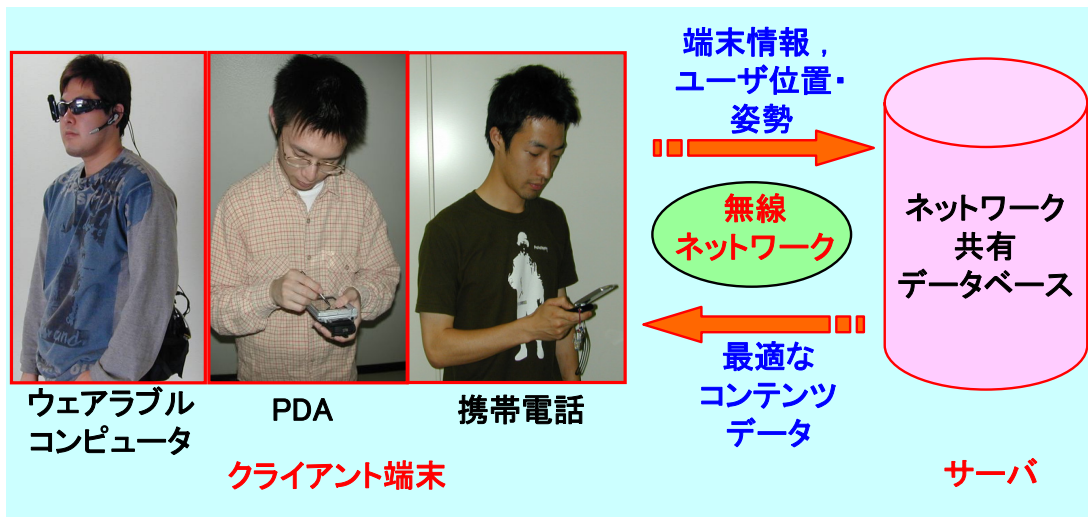 端末情報，
ユーザ位置・
姿勢
無線
ネットワーク
ネットワーク
共有
データベース
最適な
コンテンツ
データ
ウェアラブル
コンピュータ
PDA
携帯電話
クライアント端末
サーバ